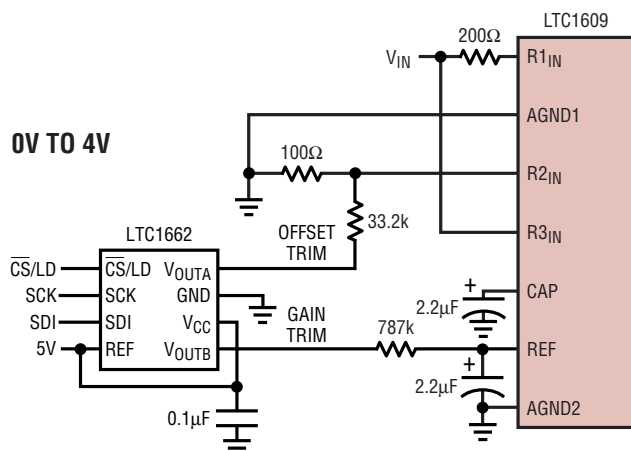 LTC1609
200Ω
V_IN
R1_IN
AGND1
0V TO 4V
100Ω
R2_IN
33.2k
LTC1662
OFFSET
TRIM
R3_IN
C̅S̅/LD
C̅S̅/LD
V_OUTA
SCK
SCK
GND
CAP
2.2µF
+
SDI
SDI
V_CC
GAIN
TRIM
787k
5V
REF
V_OUTB
REF
+
2.2µF
0.1µF
AGND2